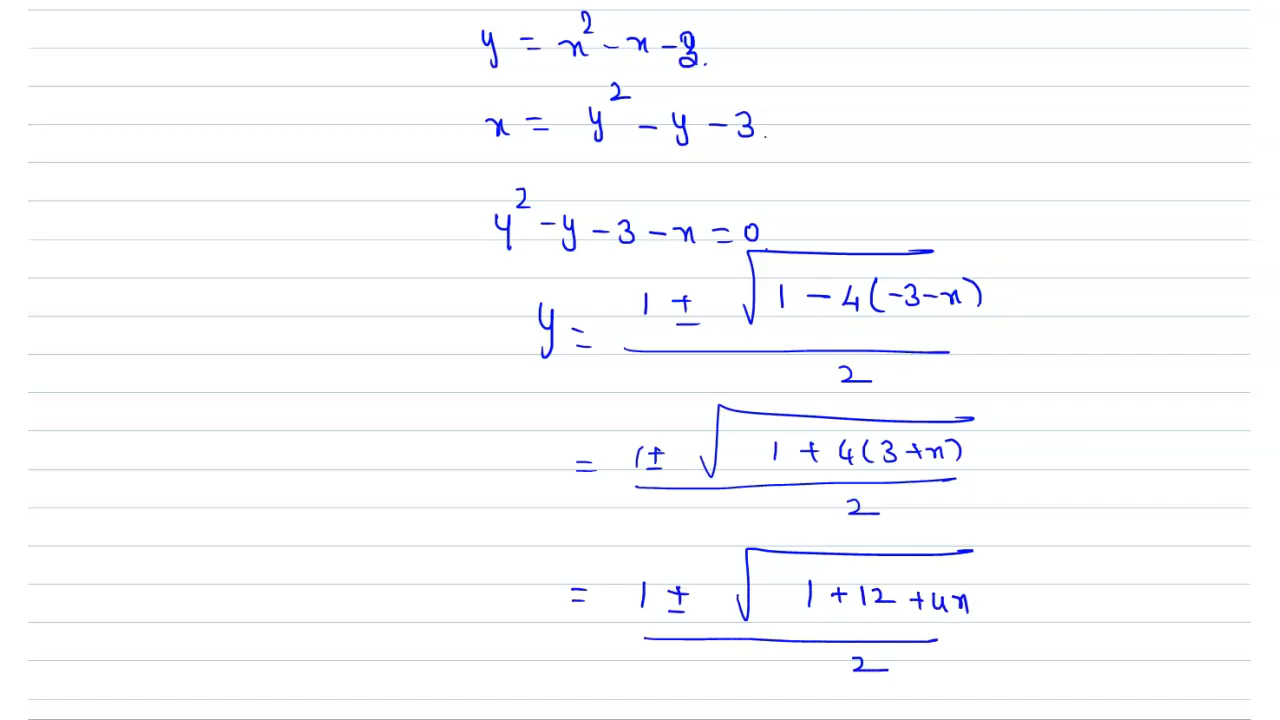 y = x² - x - 3.
x = y² - y - 3.
y² - y - 3 - x = 0
y = (1 ± √(1 - 4(-3-x)))/2
= (1 ± √(1 + 4(3+x)))/2
= (1 ± √(1 + 12 + 4x))/2